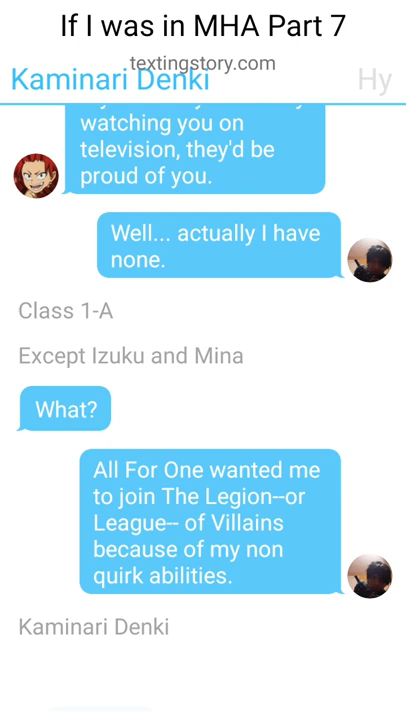 If I was in MHA Part 7
textingstory.com
Kaminari Denki
Hy
watching you on
television, they'd be
proud of you.
Well... actually I have
none.
Class 1-A
Except Izuku and Mina
What?
All For One wanted me
to join The Legion--or
League-- of Villains
because of my non
quirk abilities.
Kaminari Denki